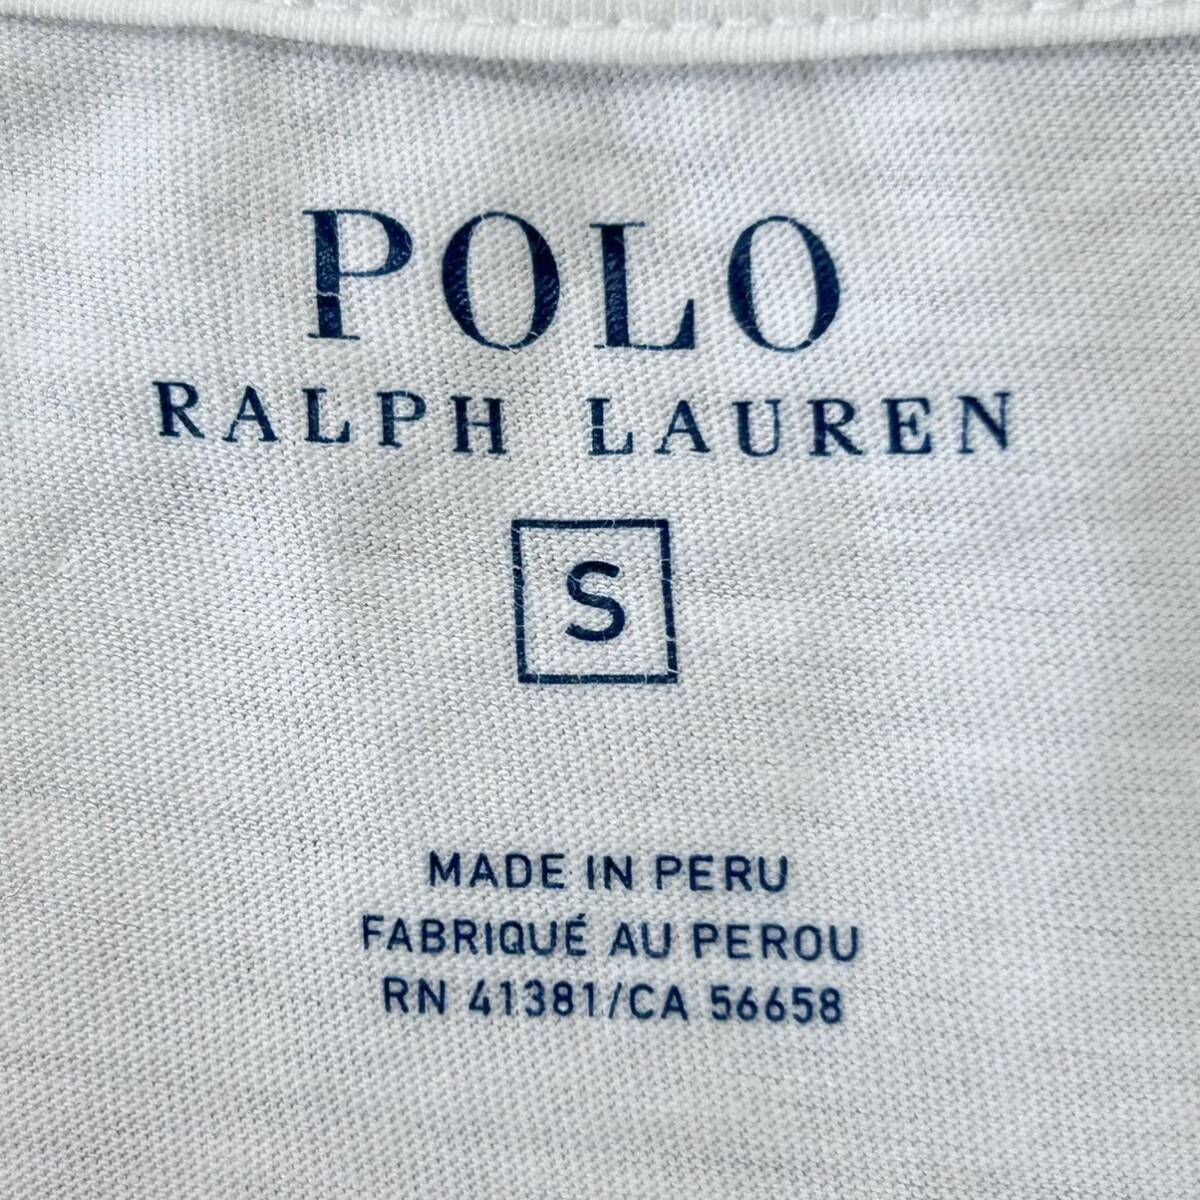 POLO
RALPH LAUREN
S
MADE IN PERU
FABRIQUÉ AU PEROU
RN 41381/CA 56658